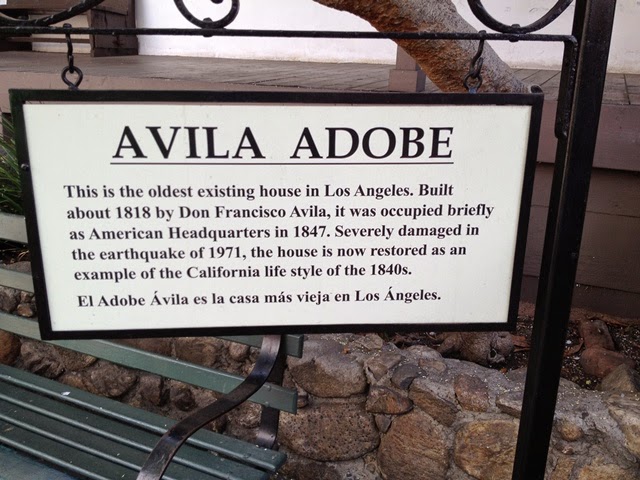 AVILA ADOBE
This is the oldest existing house in Los Angeles. Built
about 1818 by Don Francisco Avila, it was occupied briefly
as American Headquarters in 1847. Severely damaged in
the earthquake of 1971, the house is now restored as an
example of the California life style of the 1840s.
El Adobe Ávila es la casa más vieja en Los Ángeles.